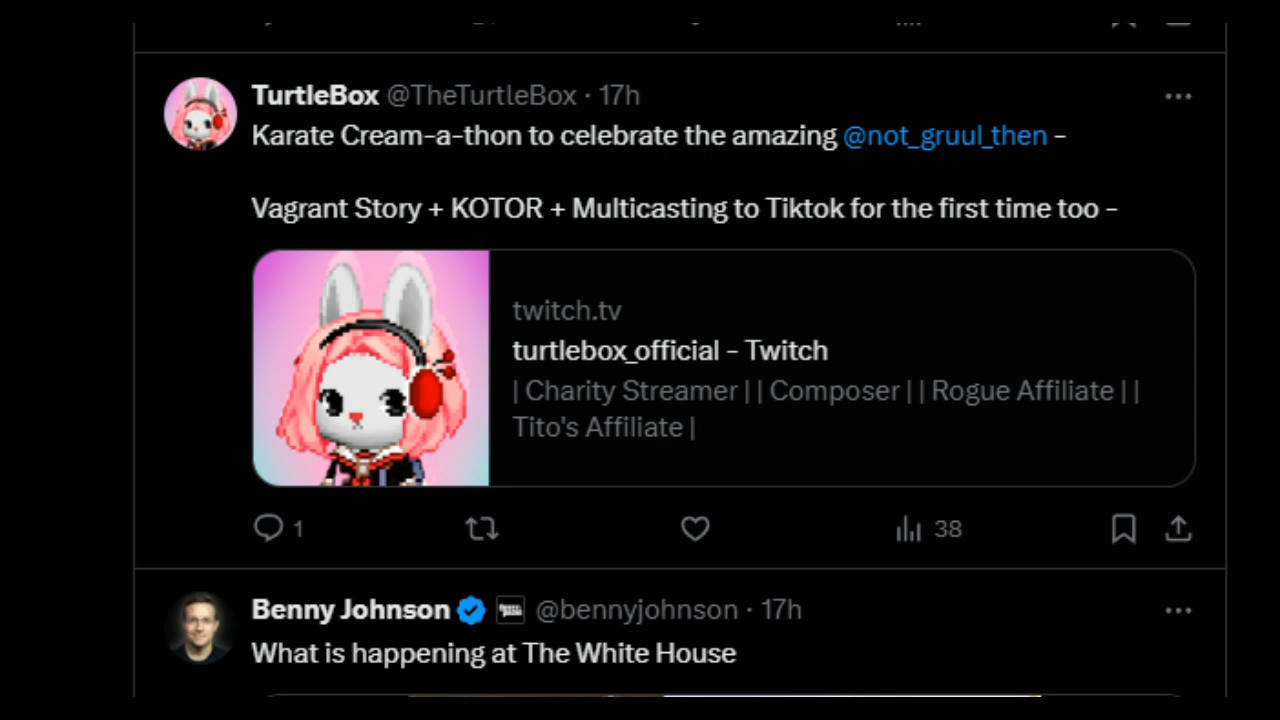 TurtleBox @TheTurtleBox · 17h
Karate Cream-a-thon to celebrate the amazing @not_gruul_then -
Vagrant Story + KOTOR + Multicasting to Tiktok for the first time too -
twitch.tv
turtlebox_official - Twitch
| Charity Streamer | | Composer | | Rogue Affiliate | |
Tito's Affiliate |
1
38
Benny Johnson @bennyjohnson · 17h
What is happening at The White House